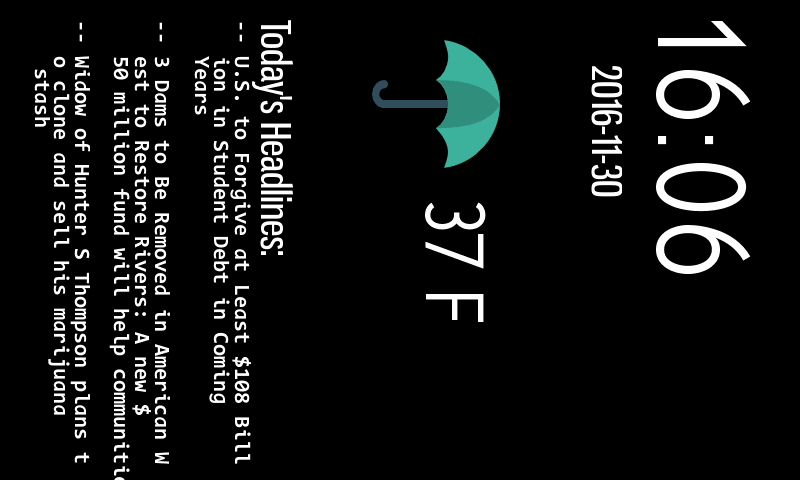 16:06
2016-11-30
37 F
Today's Headlines:
-- U.S. to Forgive at Least $108 Bill
ion in Student Debt in Coming
Years
-- 3 Dams to Be Removed in American W
est to Restore Rivers: A new $
50 million fund will help communitie
-- Widow of Hunter S Thompson plans t
o clone and sell his marijuana
stash